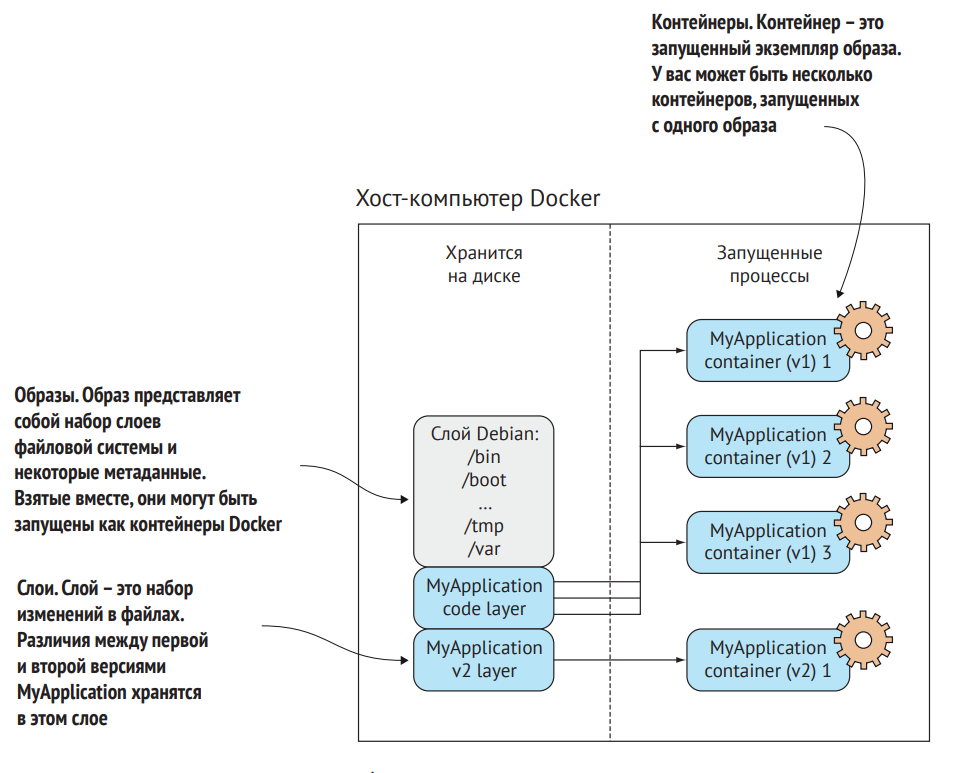 Контейнеры. Контейнер – это
запущенный экземпляр образа.
У вас может быть несколько
контейнеров, запущенных
с одного образа
Хост-компьютер Docker
Хранится
на диске
Запущенные
процессы
MyApplication
container (v1) 1
Образы. Образ представляет
собой набор слоев
файловой системы и
некоторые метаданные.
Взятые вместе, они могут быть
запущены как контейнеры Docker
Слой Debian:
/bin
/boot
...
/tmp
/var
MyApplication
container (v1) 2
MyApplication
container (v1) 3
Слои. Слой – это набор
изменений в файлах.
Различия между первой
и второй версиями
MyApplication хранятся
в этом слое
MyApplication
code layer
MyApplication
v2 layer
MyApplication
container (v2) 1